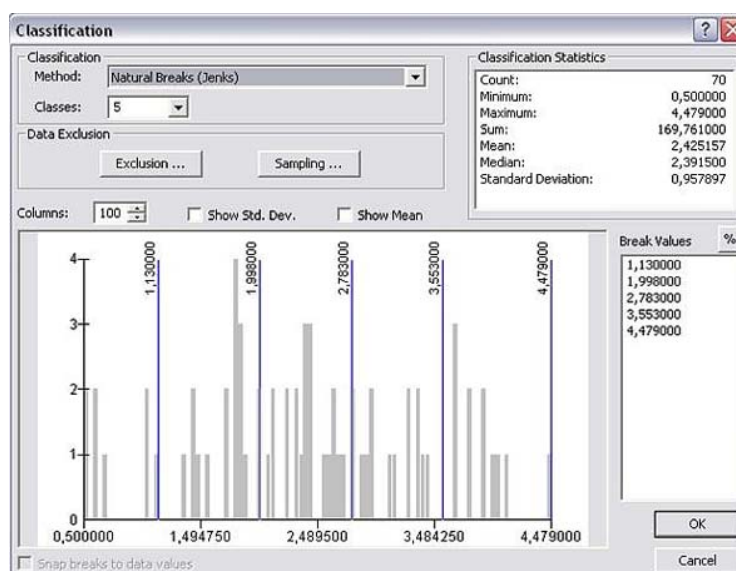 Classification
Classification
Method: Natural Breaks (Jenks)
Classes: 5
Data Exclusion
Exclusion ... Sampling ...
Classification Statistics
Count: 70
Minimum: 0,500000
Maximum: 4,479000
Sum: 169,761000
Mean: 2,425157
Median: 2,391500
Standard Deviation: 0,957897
Columns: 100 Show Std. Dev. Show Mean
Break Values %
1,130000
1,998000
2,783000
3,553000
4,479000
1,130000 1,998000 2,783000 3,553000 4,479000
4
3
2
1
0
0,500000 1,494750 2,489500 3,484250 4,479000
Snap breaks to data values
OK
Cancel